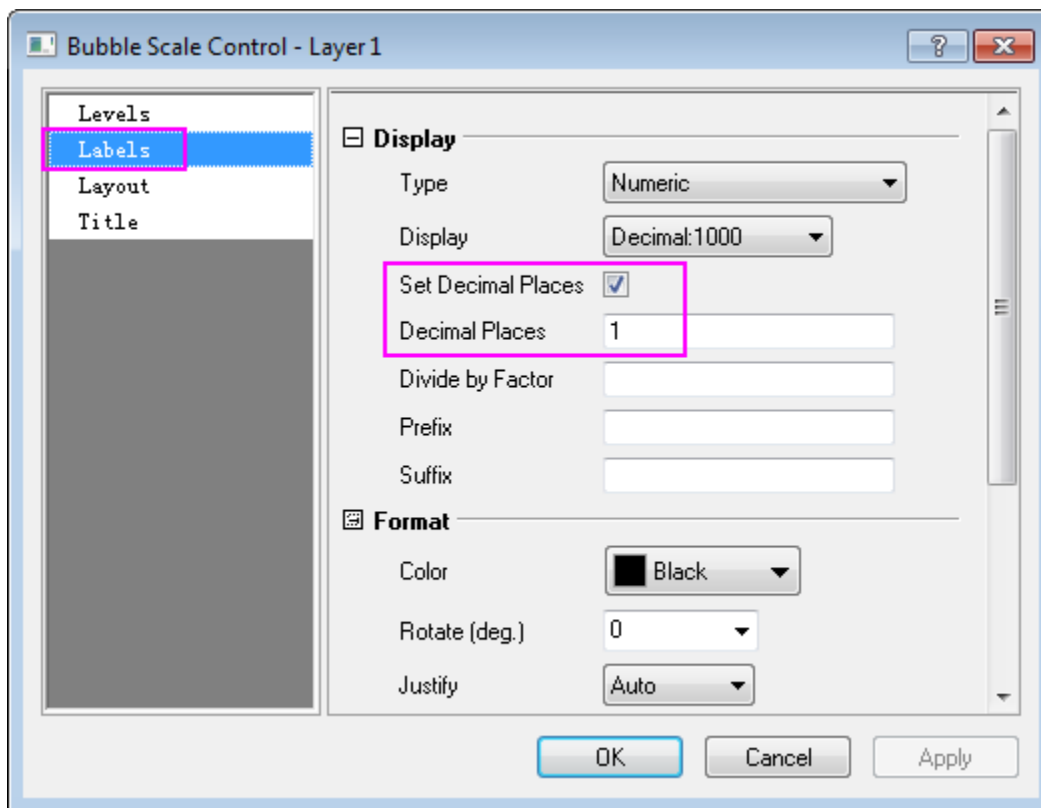 Bubble Scale Control - Layer 1
Levels
Labels
Layout
Title
Display
Type Numeric
Display Decimal:1000
Set Decimal Places
Decimal Places 1
Divide by Factor
Prefix
Suffix
Format
Color Black
Rotate (deg.) 0
Justify Auto
OK Cancel Apply